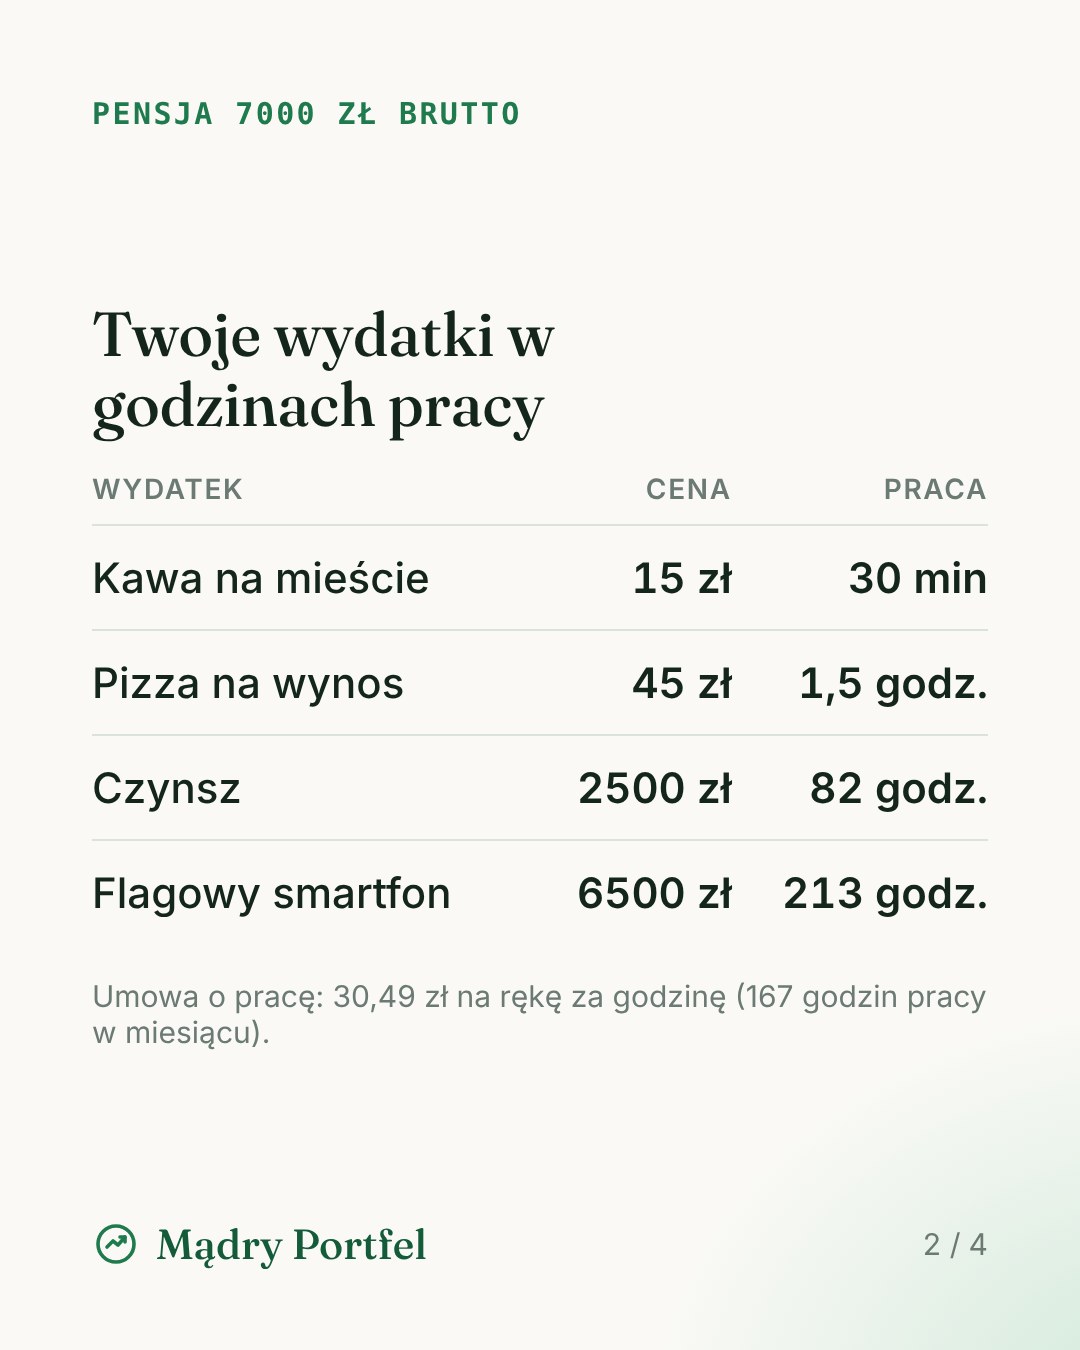 PENSJA 7000 ZŁ BRUTTO
Twoje wydatki w
godzinach pracy
WYDATEK CENA PRACA
Kawa na mieście 15 zł 30 min
Pizza na wynos 45 zł 1,5 godz.
Czynsz 2500 zł 82 godz.
Flagowy smartfon 6500 zł 213 godz.
Umowa o pracę: 30,49 zł na rękę za godzinę (167 godzin pracy
w miesiącu).
Mądry Portfel 2 / 4